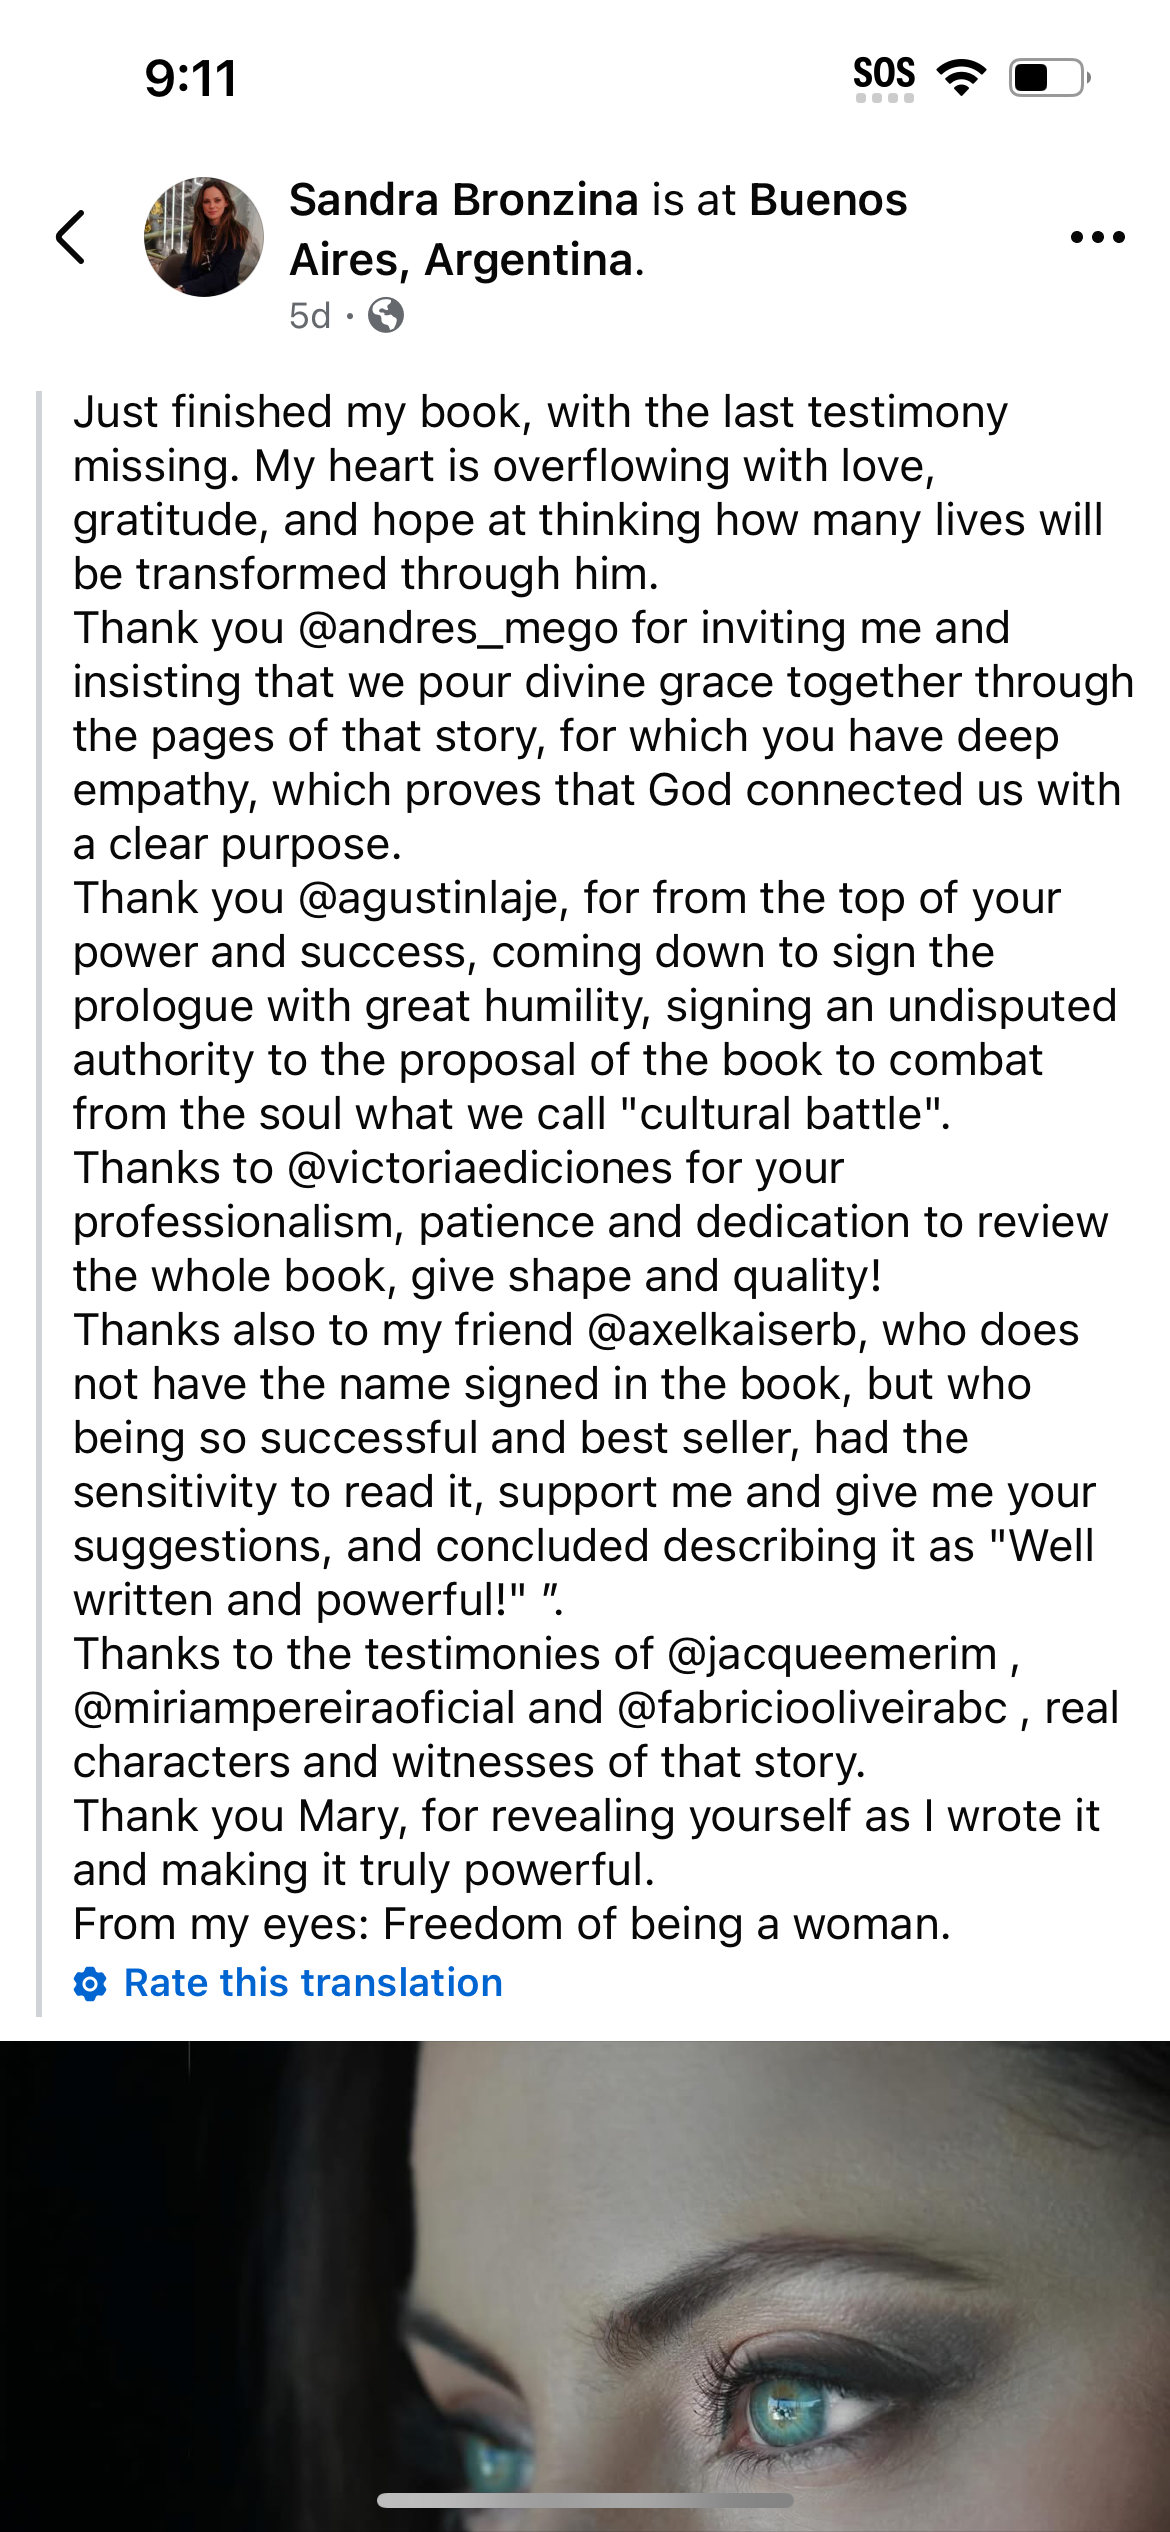 9:11
SOS
Sandra Bronzina is at Buenos
Aires, Argentina.
5d ·
Just finished my book, with the last testimony
missing. My heart is overflowing with love,
gratitude, and hope at thinking how many lives will
be transformed through him.
Thank you @andres_mego for inviting me and
insisting that we pour divine grace together through
the pages of that story, for which you have deep
empathy, which proves that God connected us with
a clear purpose.
Thank you @agustinlaje, for from the top of your
power and success, coming down to sign the
prologue with great humility, signing an undisputed
authority to the proposal of the book to combat
from the soul what we call "cultural battle".
Thanks to @victoriaediciones for your
professionalism, patience and dedication to review
the whole book, give shape and quality!
Thanks also to my friend @axelkaiserb, who does
not have the name signed in the book, but who
being so successful and best seller, had the
sensitivity to read it, support me and give me your
suggestions, and concluded describing it as "Well
written and powerful!" ”.
Thanks to the testimonies of @jacqueemerim ,
@miriampereiraoficial and @fabriciooliveirabc , real
characters and witnesses of that story.
Thank you Mary, for revealing yourself as I wrote it
and making it truly powerful.
From my eyes: Freedom of being a woman.
Rate this translation